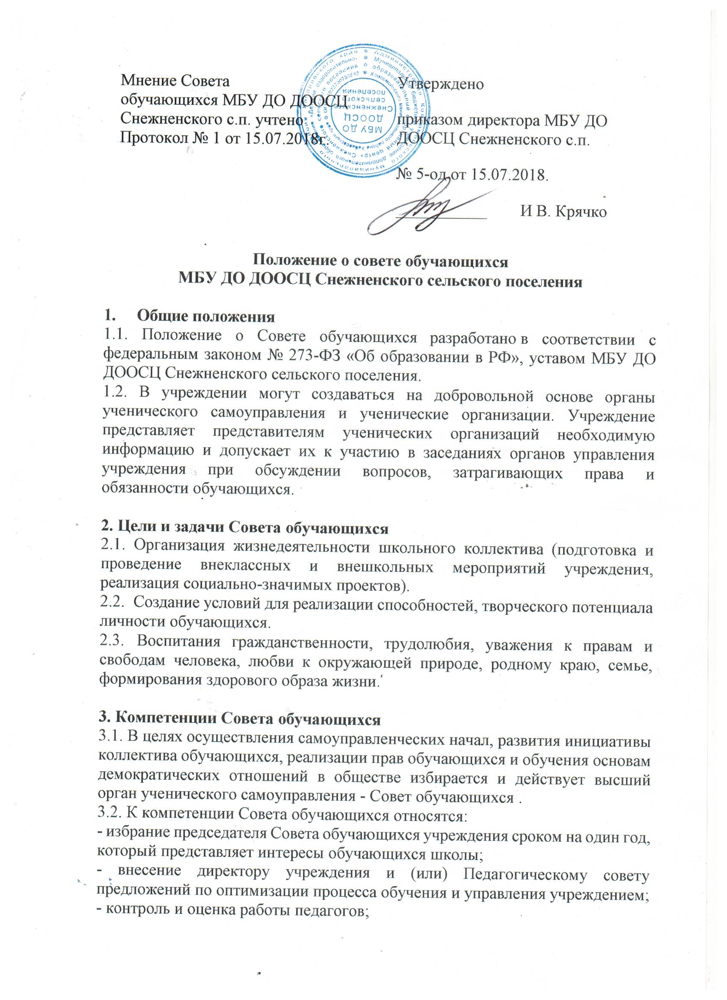 Мнение Совета
обучающихся МБУ ДО ДООСЦ
Снежненского с.п. учтено
Протокол № 1 от 15.07.2018г.
Утверждено
приказом директора МБУ ДО
ДООСЦ Снежненского с.п.
№ 5-од от 15.07.2018.
И В. Крячко
МБУ ДО
ДООСЦ
Снежненского
сельского
поселения
Положение о совете обучающихся
МБУ ДО ДООСЦ Снежненского сельского поселения
1. Общие положения
1.1. Положение о Совете обучающихся разработано в соответствии с
федеральным законом № 273-ФЗ «Об образовании в РФ», уставом МБУ ДО
ДООСЦ Снежненского сельского поселения.
1.2. В учреждении могут создаваться на добровольной основе органы
ученического самоуправления и ученические организации. Учреждение
представляет представителям ученических организаций необходимую
информацию и допускает их к участию в заседаниях органов управления
учреждения при обсуждении вопросов, затрагивающих права и
обязанности обучающихся.
2. Цели и задачи Совета обучающихся
2.1. Организация жизнедеятельности школьного коллектива (подготовка и
проведение внеклассных и внешкольных мероприятий учреждения,
реализация социально-значимых проектов).
2.2. Создание условий для реализации способностей, творческого потенциала
личности обучающихся.
2.3. Воспитания гражданственности, трудолюбия, уважения к правам и
свободам человека, любви к окружающей природе, родному краю, семье,
формирования здорового образа жизни.
3. Компетенции Совета обучающихся
3.1. В целях осуществления самоуправленческих начал, развития инициативы
коллектива обучающихся, реализации прав обучающихся и обучения основам
демократических отношений в обществе избирается и действует высший
орган ученического самоуправления - Совет обучающихся .
3.2. К компетенции Совета обучающихся относятся:
- избрание председателя Совета обучающихся учреждения сроком на один год,
который представляет интересы обучающихся школы;
- внесение директору учреждения и (или) Педагогическому совету
предложений по оптимизации процесса обучения и управления учреждением;
- контроль и оценка работы педагогов;